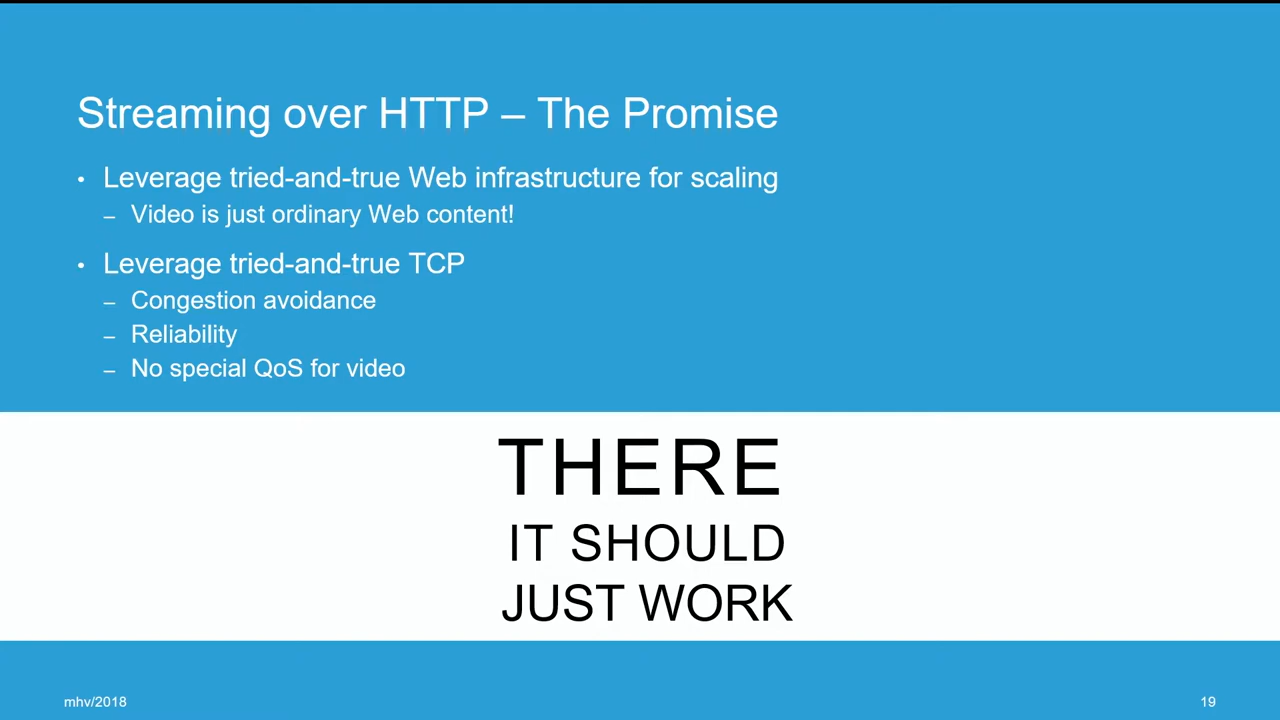 Streaming over HTTP – The Promise
• Leverage tried-and-true Web infrastructure for scaling
– Video is just ordinary Web content!
• Leverage tried-and-true TCP
– Congestion avoidance
– Reliability
– No special QoS for video
THERE
IT SHOULD
JUST WORK
mhv/2018
19